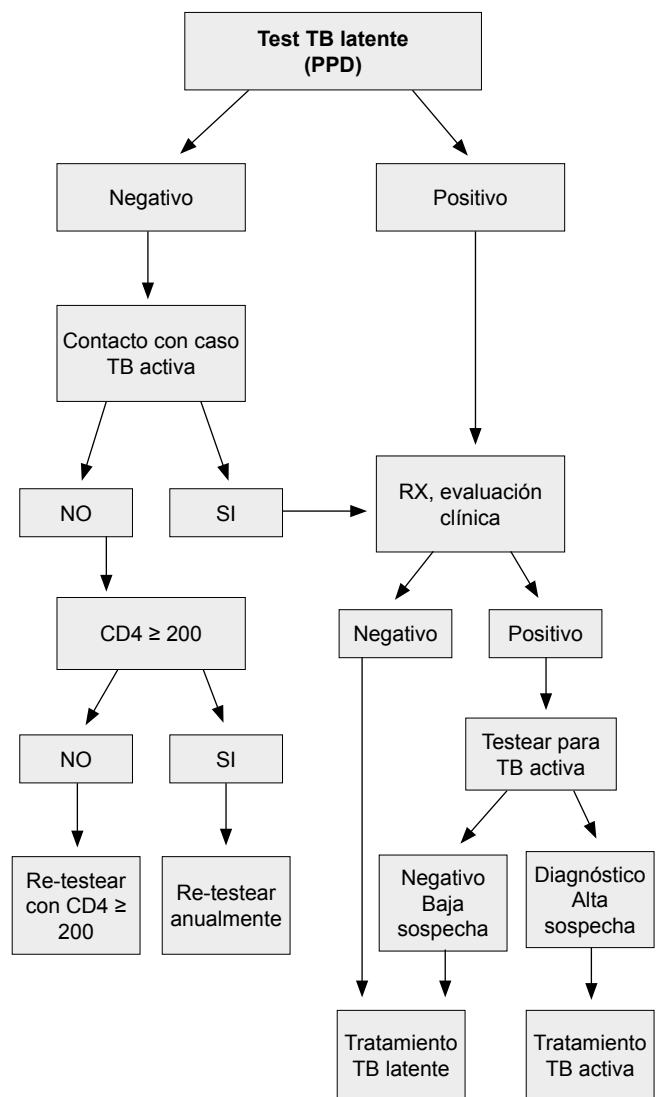 Test TB latente
(PPD)
Negativo
Positivo
Contacto con caso
TB activa
NO
SI
RX, evaluación
clínica
CD4 ≥ 200
Negativo
Positivo
NO
SI
Testear para
TB activa
Re-testear
con CD4 ≥
200
Re-testear
anualmente
Negativo
Baja
sospecha
Diagnóstico
Alta
sospecha
Tratamiento
TB latente
Tratamiento
TB activa